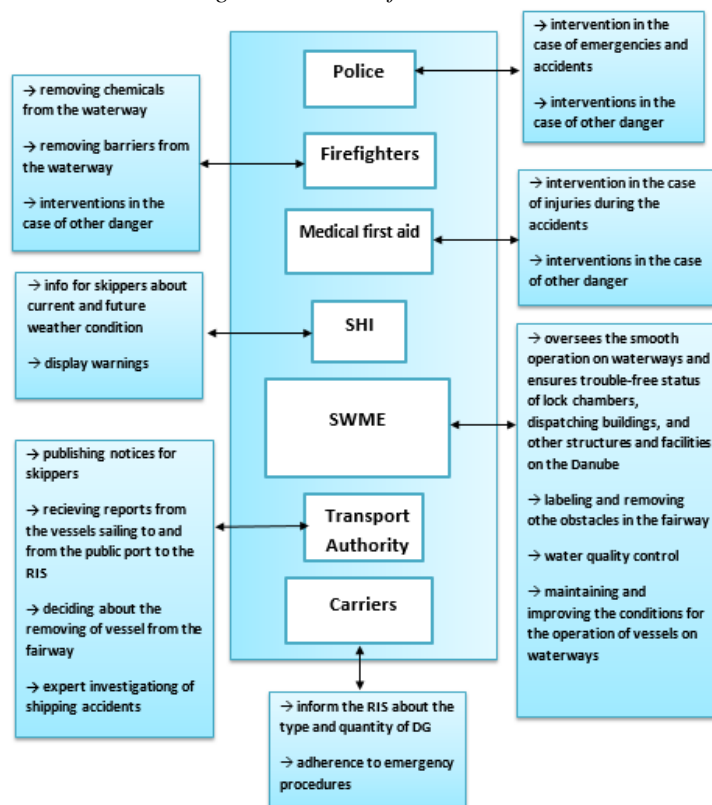 Police
Firefighters
Medical first aid
SHI
SWME
Transport
Authority
Carriers
→ removing chemicals
from the waterway
→ removing barriers from
the waterway
→ interventions in the
case of other danger
→ info for skippers about
current and future
weather condition
→ display warnings
→ publishing notices for
skippers
→ recieving reports from
the vessels sailing to and
from the public port to the
RIS
→ deciding about the
removing of vessel from the
fairway
→ expert investigationg of
shipping accidents
→ intervention in the
case of emergencies and
accidents
→ interventions in the
case of other danger
→ intervention in the case
of injuries during the
accidents
→ interventions in the case
of other danger
→ oversees the smooth
operation on waterways and
ensures trouble-free status
of lock chambers,
dispatching buildings, and
other structures and facilities
on the Danube
→ labeling and removing
othe obstacles in the fairway
→ water quality control
→ maintaining and
improving the conditions for
the operation of vessels on
waterways
→ inform the RIS about the
type and quantity of DG
→ adherence to emergency
procedures